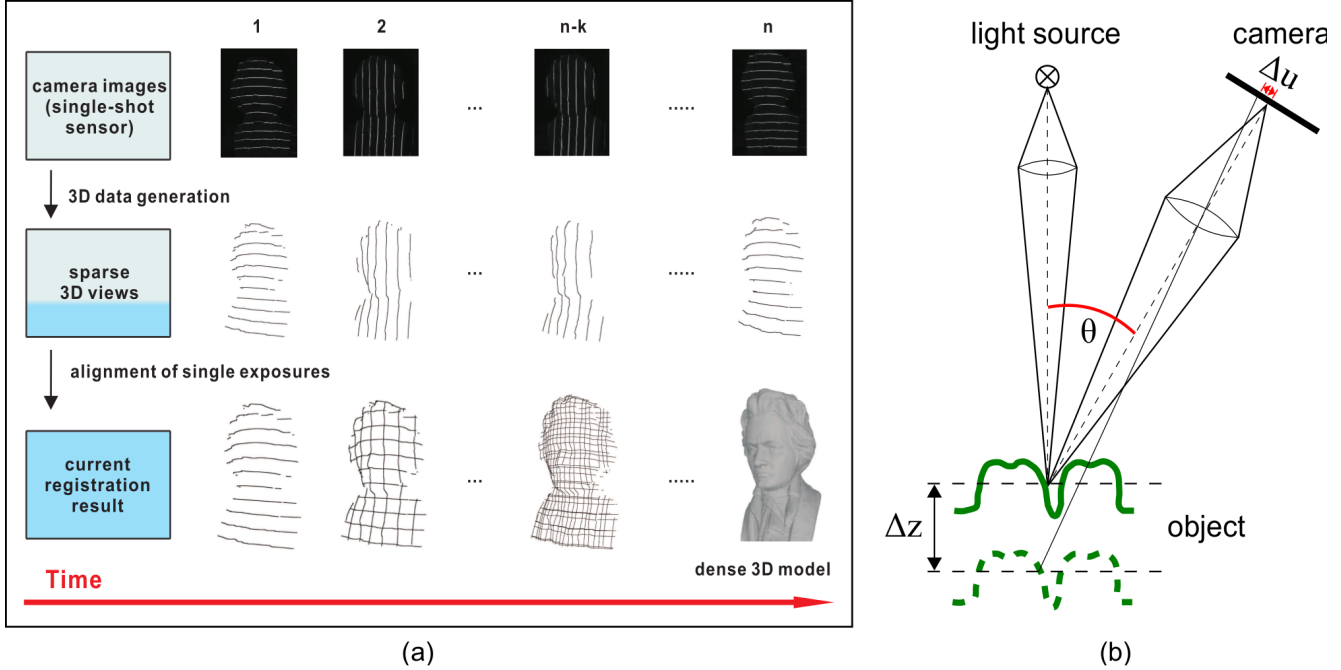 1 2 n-k n
camera images
(single-shot
sensor)
... .....
3D data generation
sparse
3D views
... .....
alignment of single exposures
current
registration
result
... .....
dense 3D model
Time
(a)
light source
camera
Δu
θ
Δz
object
(b)